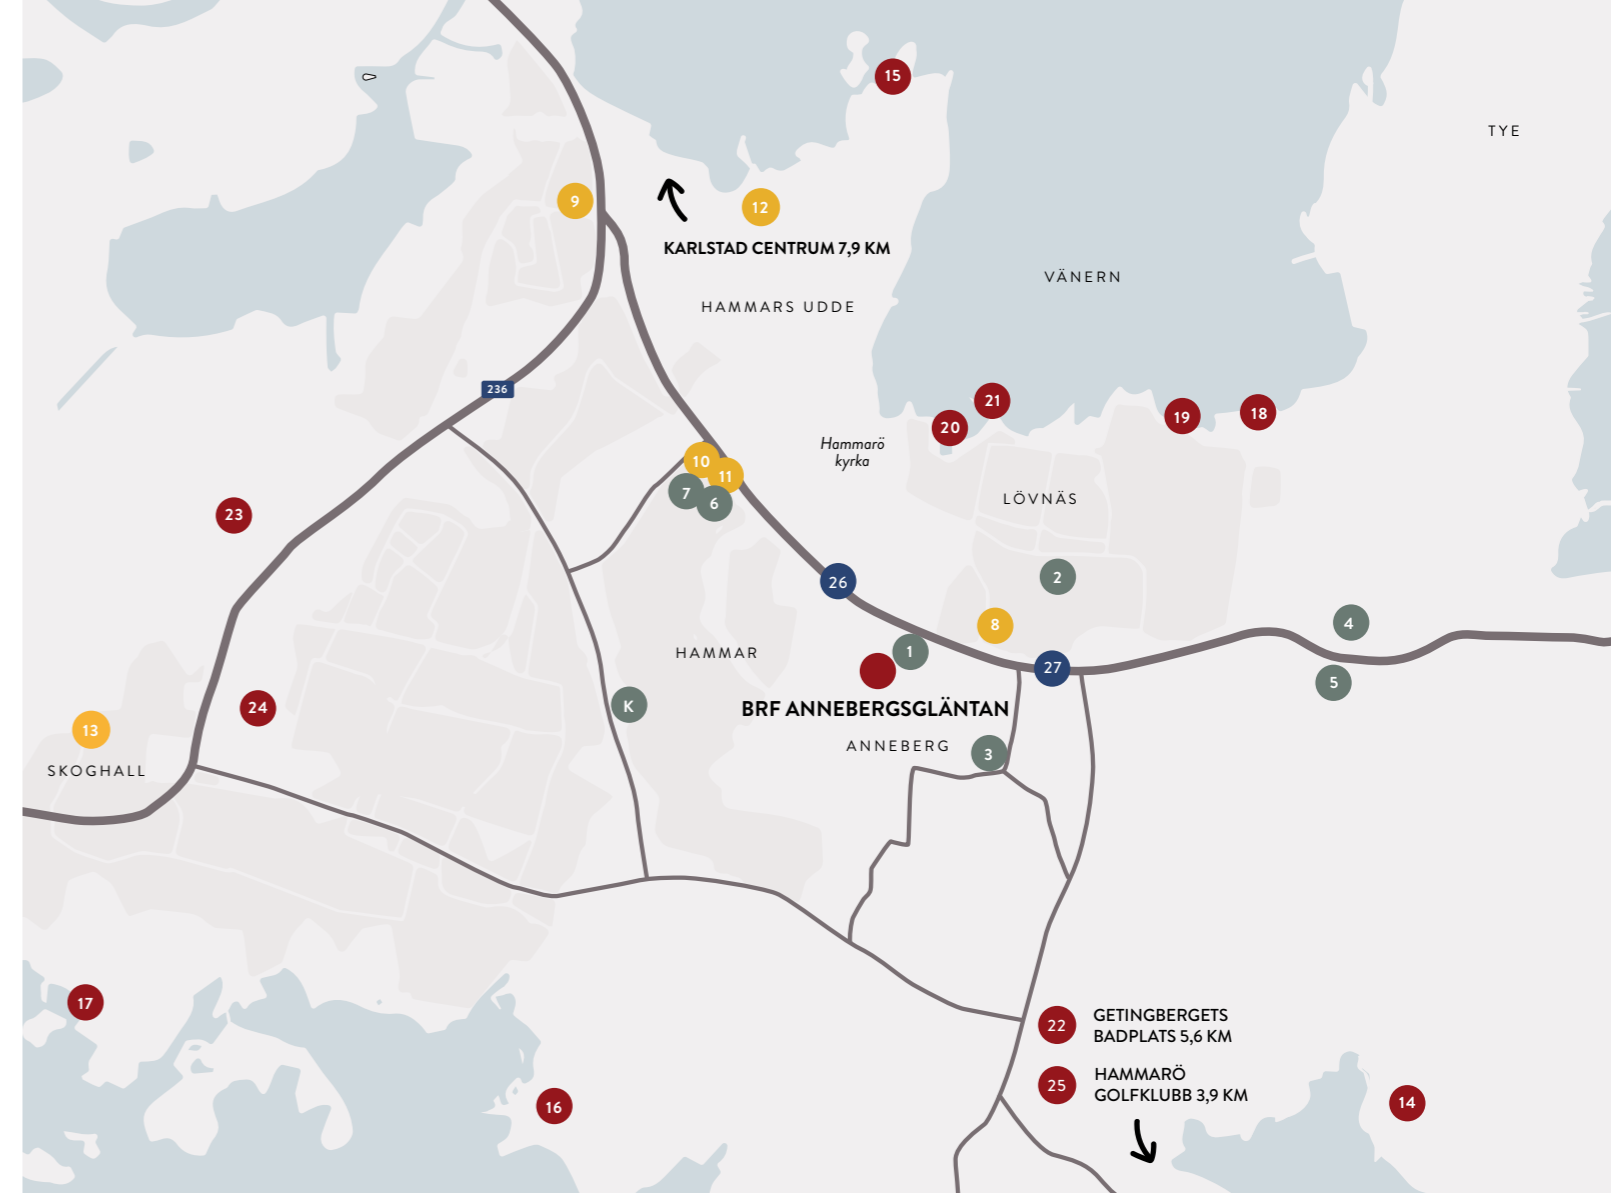 15
TYE
9
12
KARLSTAD CENTRUM 7,9 KM
VÄNERN
HAMMARS UDDE
236
21
20
19
18
Hammarö
kyrka
10
11
7
6
LÖVNÄS
23
26
2
8
4
1
HAMMAR
27
5
K
24
BRF ANNEBERGSGLÄNTAN
13
ANNEBERG
3
SKOGHALL
17
22
GETINGBERGETS
BADPLATS 5,6 KM
25
HAMMARÖ
GOLFKLUBB 3,9 KM
16
14